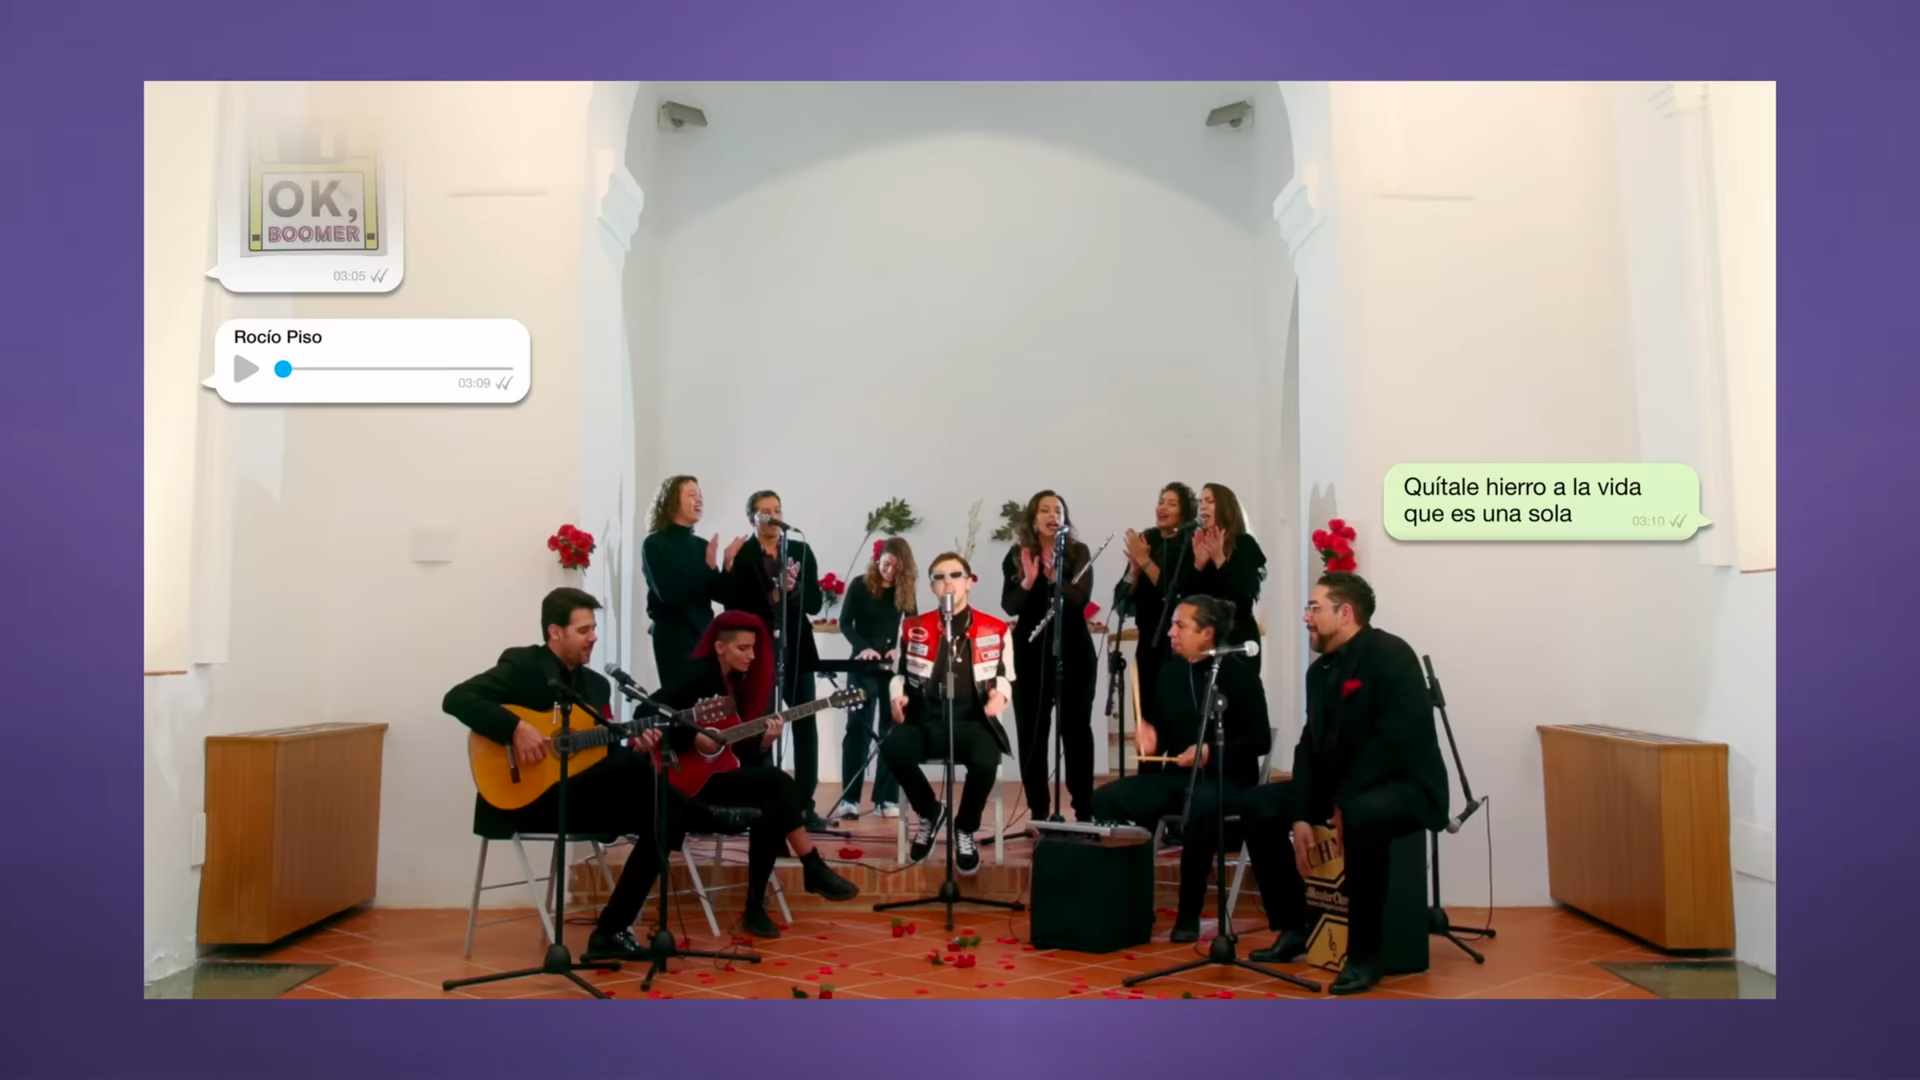 OK,
BOOMER
03:05
Rocío Piso
03:09
Quítale hierro a la vida
que es una sola
03:10